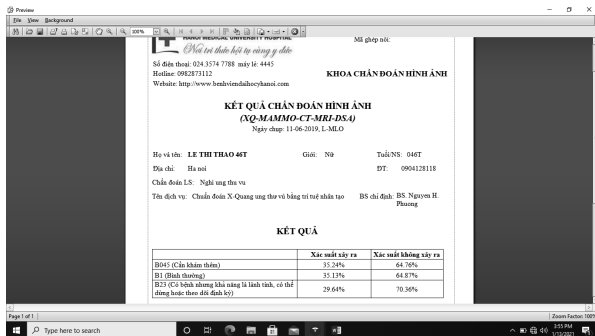 Preview
File View Background
100%
HANOI MEDICAL UNIVERSITY HOSPITAL
Nơi trí thức hội tụ cùng y đức
Mã ghép nối:
Số điện thoại: 024.3574 7788 máy lẻ: 4445
Hotline: 0982873112
KHOA CHẨN ĐOÁN HÌNH ẢNH
Website: http://www.benhviendaihocyhanoi.com
KẾT QUẢ CHẨN ĐOÁN HÌNH ẢNH
(XQ-MAMMO-CT-MRI-DSA)
Ngày chụp: 11-06-2019, L-MLO
Họ và tên: LE THI THAO 46T Giới: Nữ Tuổi/NS: 046T
Địa chỉ: Ha noi ĐT: 0904128118
Chẩn đoán LS: Nghi ung thu vu
Tên dịch vụ: Chuẩn đoán X-Quang ung thư vú bằng trí tuệ nhân tạo BS chỉ định: BS. Nguyen H.
Phuong
KẾT QUẢ
Xác suất xảy ra Xác suất không xảy ra
B045 (Cần khám thêm) 35.24% 64.76%
B1 (Bình thường) 35.13% 64.87%
B23 (Có bệnh nhưng khả năng là lành tính, có thể
dừng hoặc theo dõi định kỳ) 29.64% 70.36%
Page 1 of 1 Zoom Factor: 100%
Type here to search
3:55 PM
1/13/2021